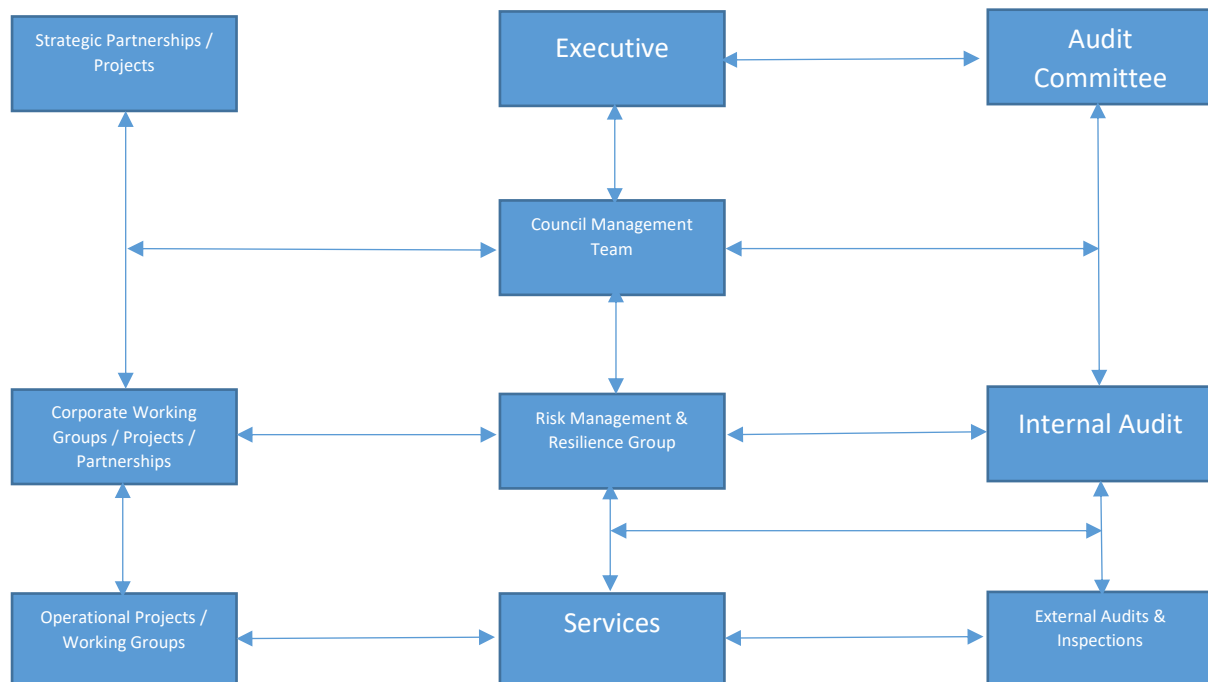 Strategic Partnerships /
Projects
Executive
Audit
Committee
Council Management
Team
Corporate Working
Groups / Projects /
Partnerships
Risk Management &
Resilience Group
Internal Audit
Operational Projects /
Working Groups
Services
External Audits &
Inspections